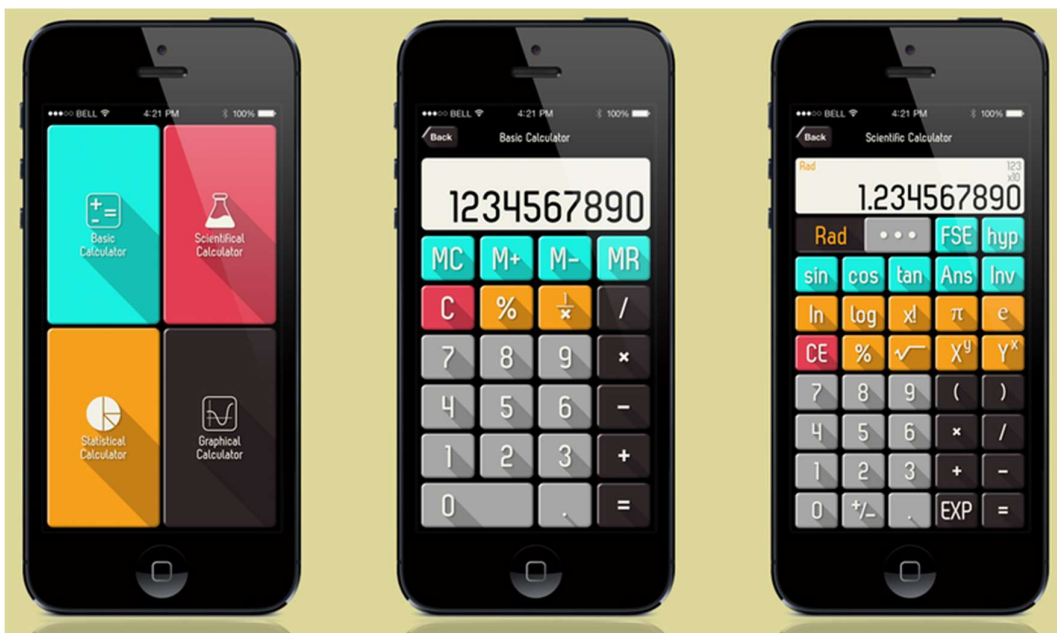 BELL 4:21 PM 100%
+ =
-
Basic
Calculator
Scientifical
Calculator
Statistical
Calculator
Graphical
Calculator
BELL 4:21 PM 100%
Back Basic Calculator
1234567890
MC M+ M- MR
C % 1/x /
7 8 9 ×
4 5 6 -
1 2 3 +
0 . =
BELL 4:21 PM 100%
Back Scientific Calculator
Rad 123
x10
1.234567890
Rad ••• FSE hyp
sin cos tan Ans Inv
ln log x! π e
CE % √ X^y Y^x
7 8 9 ( )
4 5 6 × /
1 2 3 + -
0 +/- . EXP =